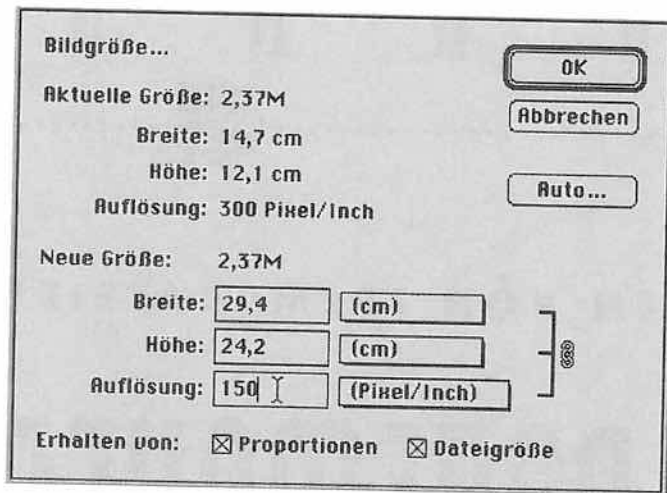 Bildgröße...
OK
Aktuelle Größe: 2,37M
Abbrechen
Breite: 14,7 cm
Höhe: 12,1 cm
Auto...
Auflösung: 300 Pixel/Inch
Neue Größe: 2,37M
Breite: 29,4 (cm)
Höhe: 24,2 (cm)
Auflösung: 150 (Pixel/Inch)
Erhalten von: Proportionen Dateigröße